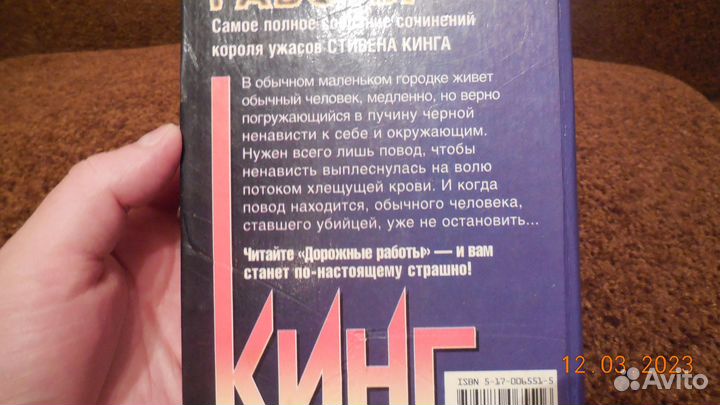 Самое полное собрание сочинений
короля ужасов СТИВЕНА КИНГА
В обычном маленьком городке живет
обычный человек, медленно, но верно
погружающийся в пучину черной
ненависти к себе и окружающим.
Нужен всего лишь повод, чтобы
ненависть выплеснулась на волю
потоком хлещущей крови. И когда
повод находится, обычного человека,
ставшего убийцей, уже не остановить...
Читайте «Дорожные работы» — и вам
станет по-настоящему страшно!
КИНГ
ISBN 5-17-006551-5
12.03.2023
Avito